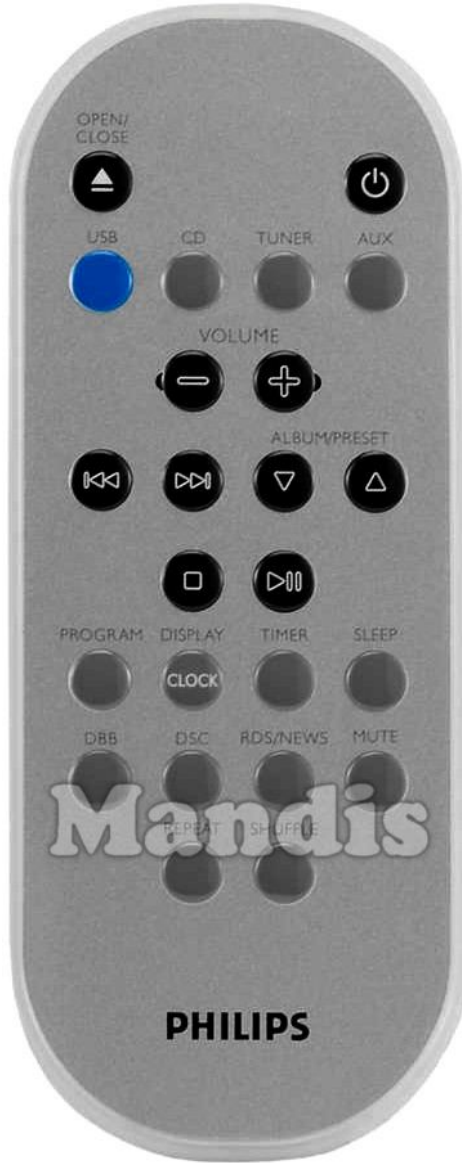 OPEN/
CLOSE
USB CD TUNER AUX
VOLUME
ALBUM/PRESET
PROGRAM DISPLAY TIMER SLEEP
CLOCK
DBB DSC RDS/NEWS MUTE
Mandis
REPEAT SHUFFLE
PHILIPS